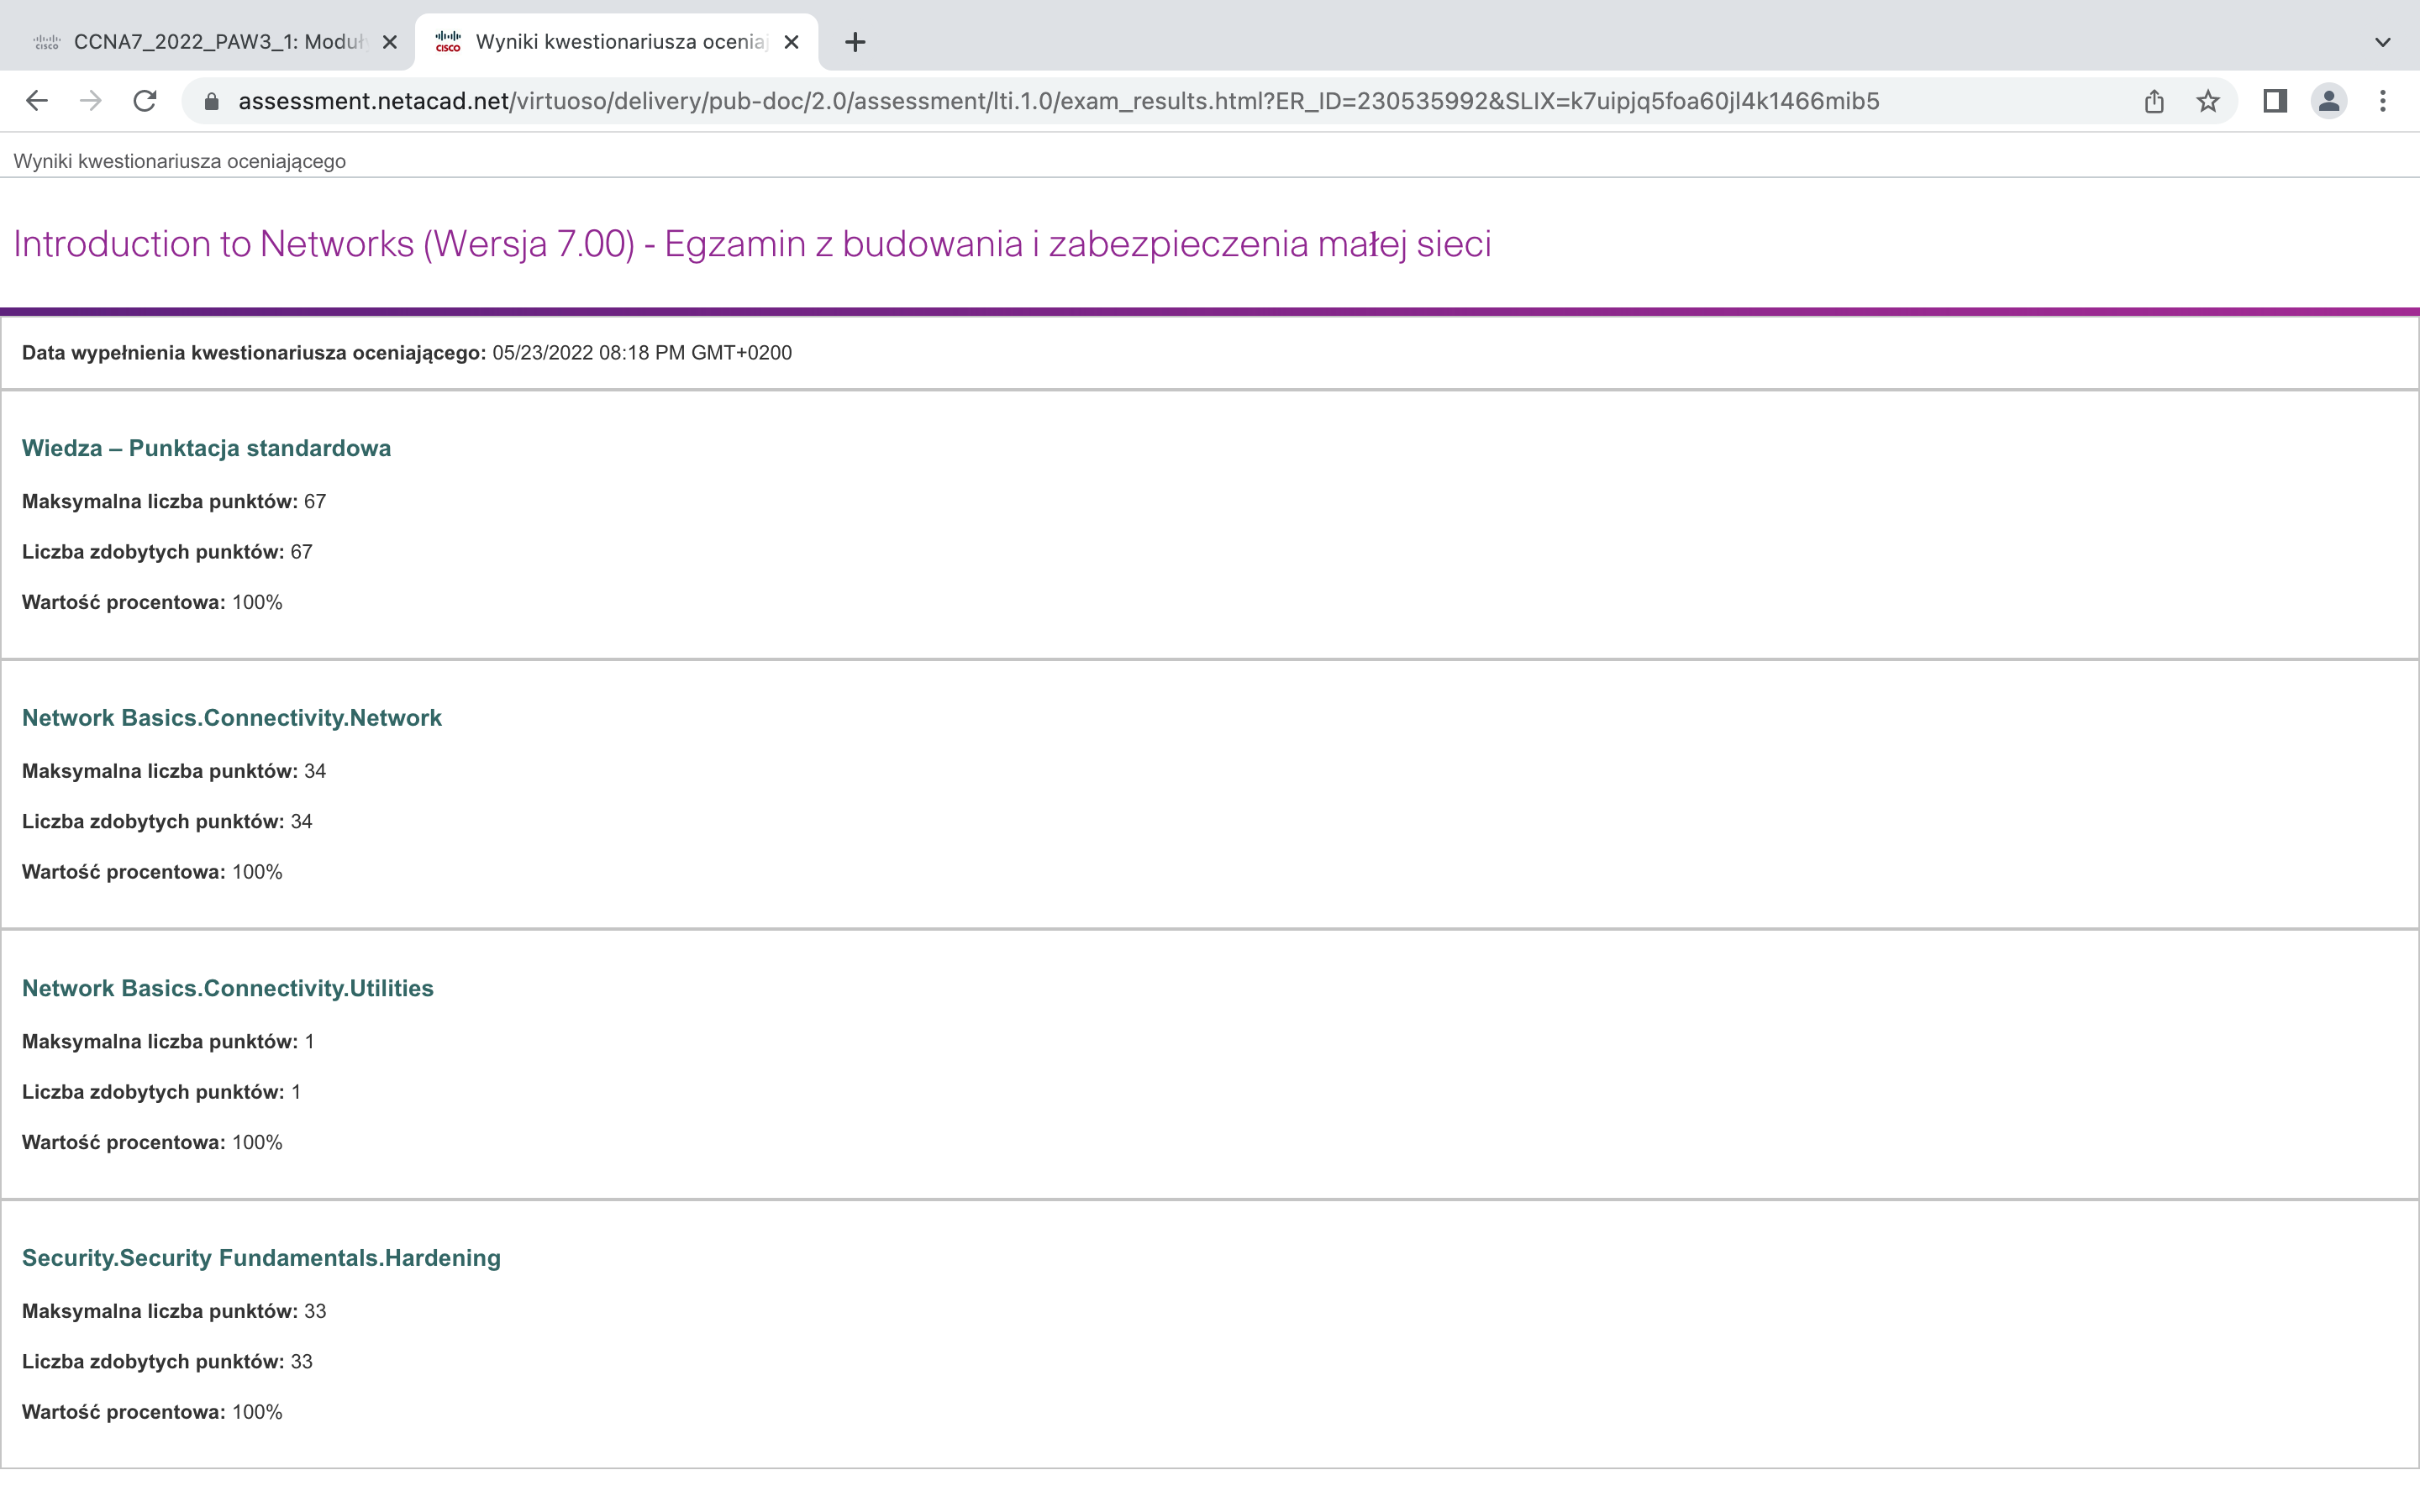 CCNA7_2022_PAW3_1: Moduły
Wyniki kwestionariusza oceniaj
assessment.netacad.net/virtuoso/delivery/pub-doc/2.0/assessment/lti.1.0/exam_results.html?ER_ID=230535992&SLIX=k7uipjq5foa60jl4k1466mib5
Wyniki kwestionariusza oceniającego
Introduction to Networks (Wersja 7.00) - Egzamin z budowania i zabezpieczenia małej sieci
Data wypełnienia kwestionariusza oceniającego: 05/23/2022 08:18 PM GMT+0200
Wiedza – Punktacja standardowa
Maksymalna liczba punktów: 67
Liczba zdobytych punktów: 67
Wartość procentowa: 100%
Network Basics.Connectivity.Network
Maksymalna liczba punktów: 34
Liczba zdobytych punktów: 34
Wartość procentowa: 100%
Network Basics.Connectivity.Utilities
Maksymalna liczba punktów: 1
Liczba zdobytych punktów: 1
Wartość procentowa: 100%
Security.Security Fundamentals.Hardening
Maksymalna liczba punktów: 33
Liczba zdobytych punktów: 33
Wartość procentowa: 100%